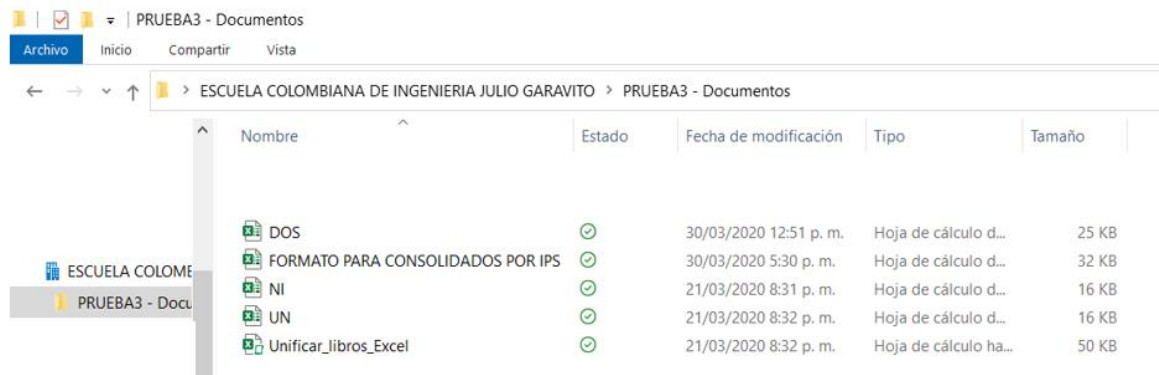 PRUEBA3 - Documentos
Archivo Inicio Compartir Vista
ESCUELA COLOMBIANA DE INGENIERIA JULIO GARAVITO > PRUEBA3 - Documentos
Nombre Estado Fecha de modificación Tipo Tamaño
DOS 30/03/2020 12:51 p. m. Hoja de cálculo d... 25 KB
ESCUELA COLOME
FORMATO PARA CONSOLIDADOS POR IPS 30/03/2020 5:30 p. m. Hoja de cálculo d... 32 KB
PRUEBA3 - Docu
NI 21/03/2020 8:31 p. m. Hoja de cálculo d... 16 KB
UN 21/03/2020 8:32 p. m. Hoja de cálculo d... 16 KB
Unificar_libros_Excel 21/03/2020 8:32 p. m. Hoja de cálculo ha... 50 KB